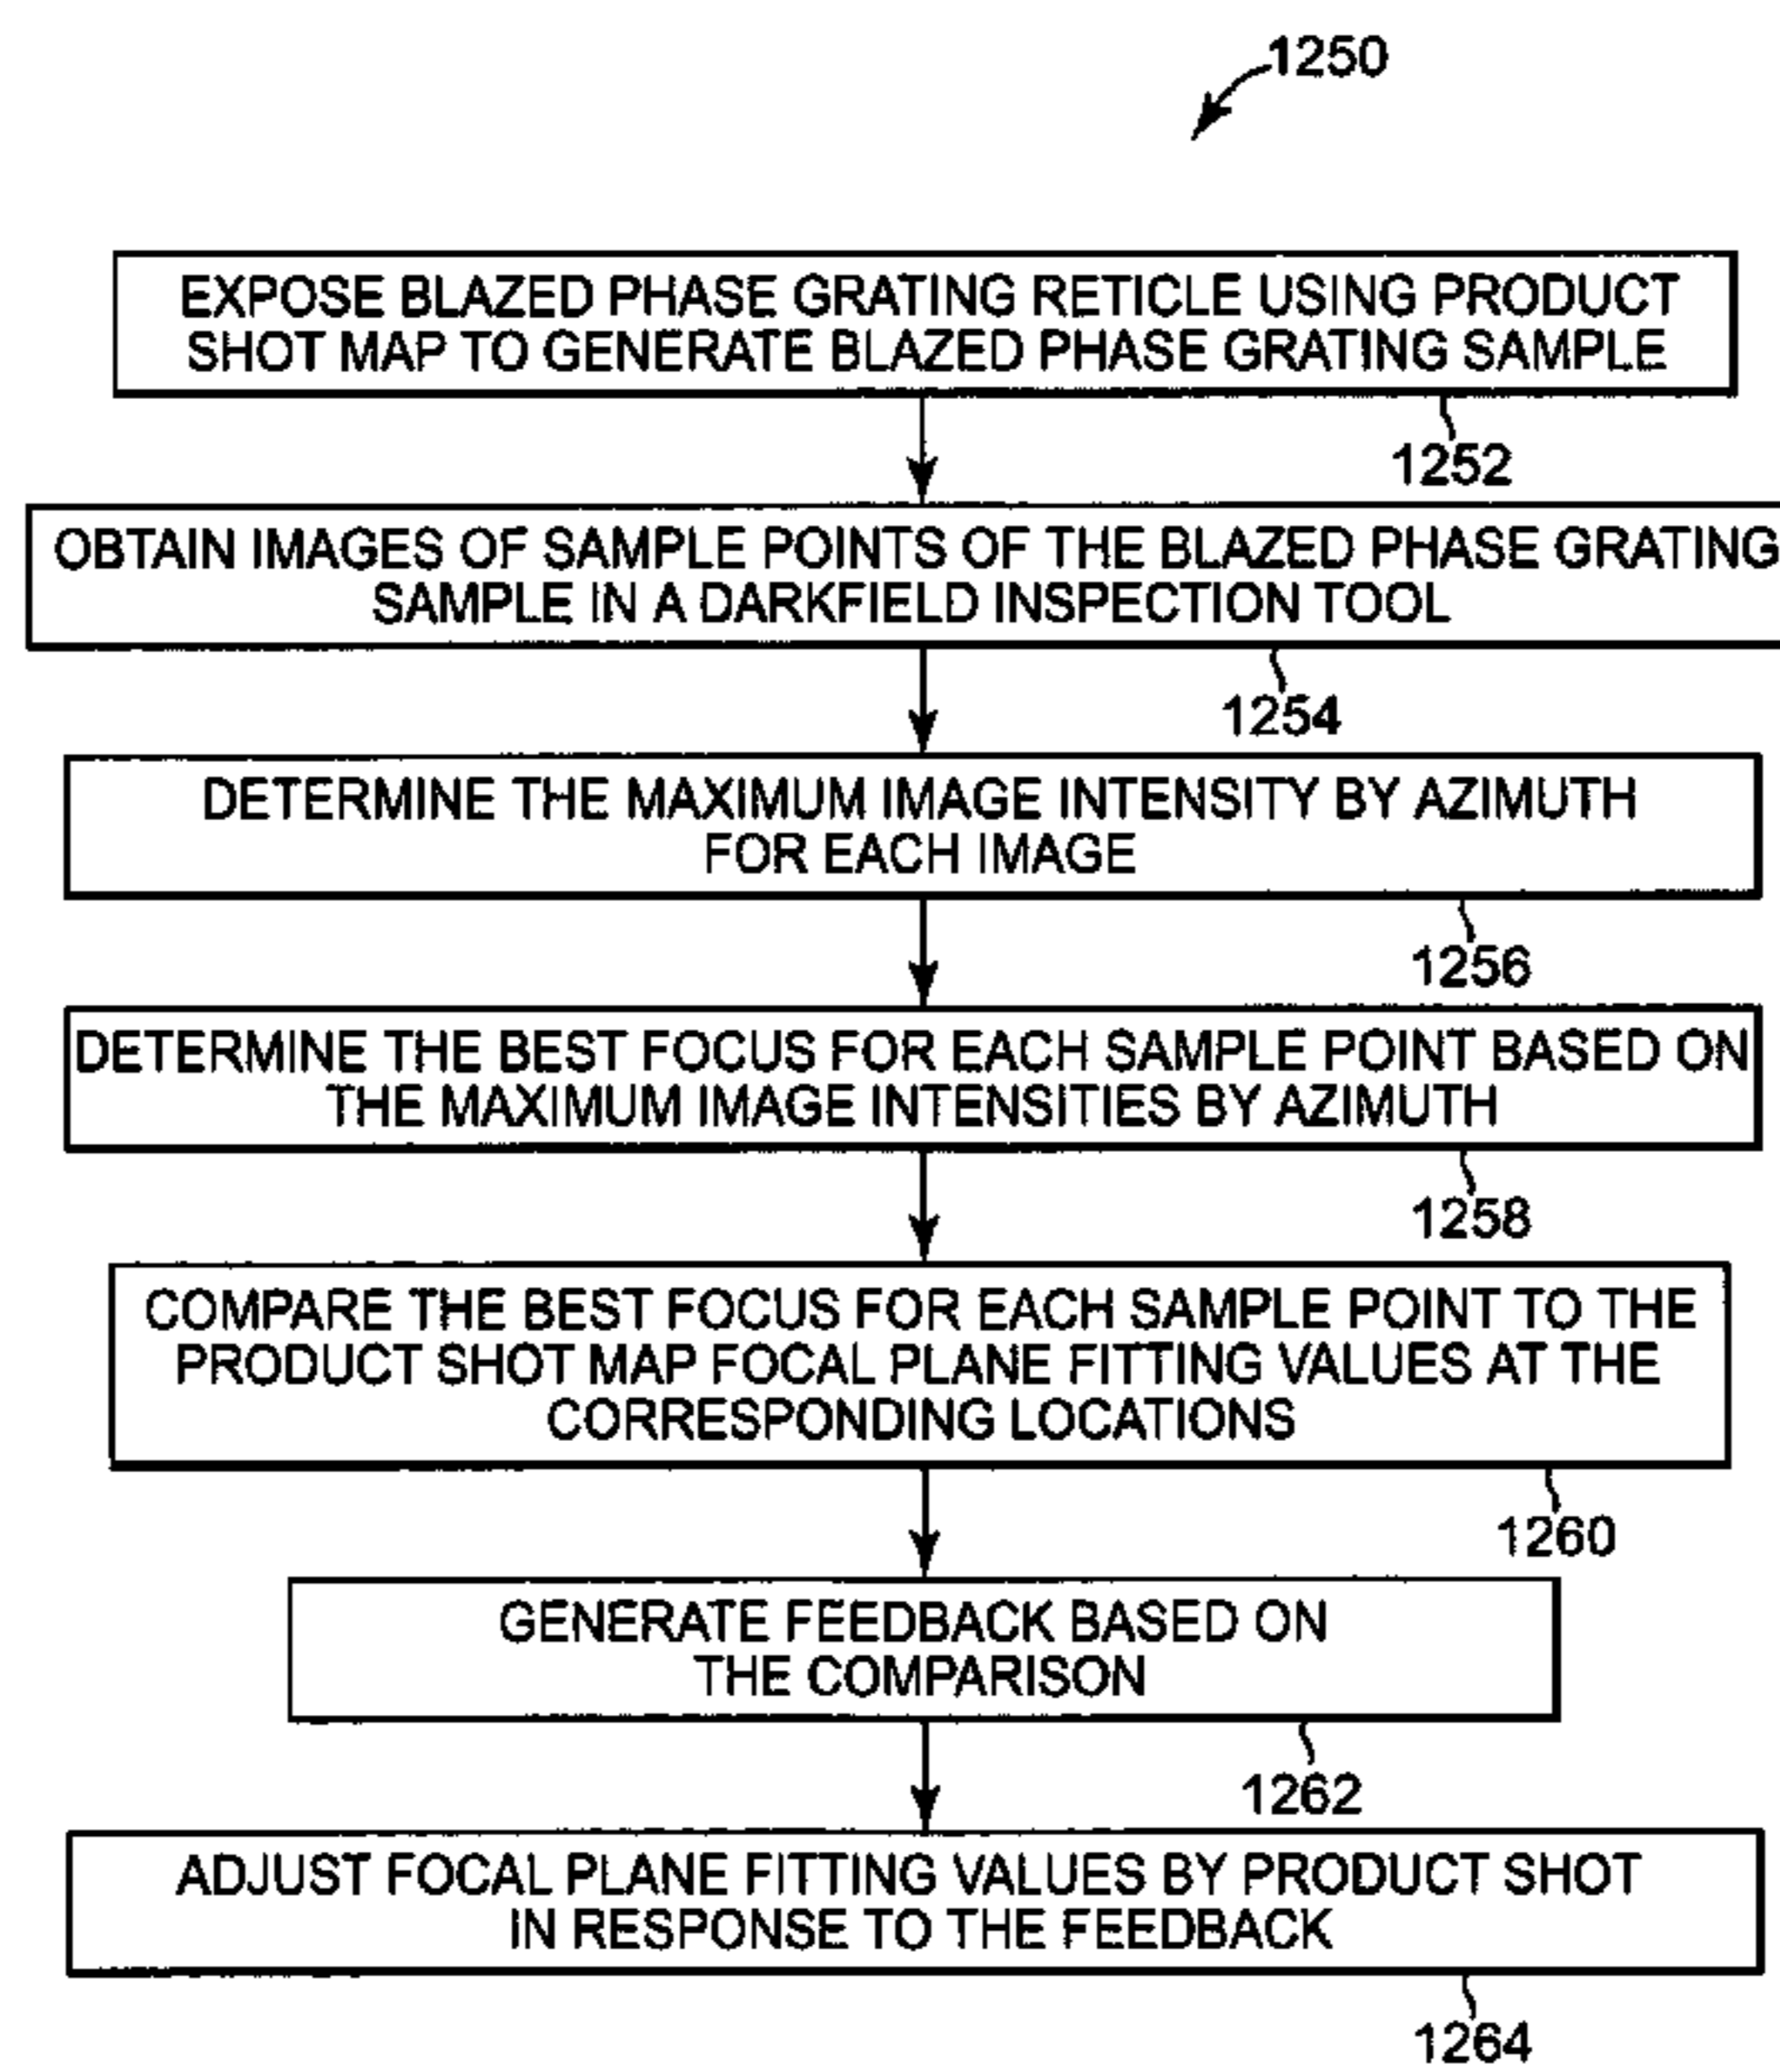 1250
EXPOSE BLAZED PHASE GRATING RETICLE USING PRODUCT
SHOT MAP TO GENERATE BLAZED PHASE GRATING SAMPLE
1252
OBTAIN IMAGES OF SAMPLE POINTS OF THE BLAZED PHASE GRATING
SAMPLE IN A DARKFIELD INSPECTION TOOL
1254
DETERMINE THE MAXIMUM IMAGE INTENSITY BY AZIMUTH
FOR EACH IMAGE
1256
DETERMINE THE BEST FOCUS FOR EACH SAMPLE POINT BASED ON
THE MAXIMUM IMAGE INTENSITIES BY AZIMUTH
1258
COMPARE THE BEST FOCUS FOR EACH SAMPLE POINT TO THE
PRODUCT SHOT MAP FOCAL PLANE FITTING VALUES AT THE
CORRESPONDING LOCATIONS
1260
GENERATE FEEDBACK BASED ON
THE COMPARISON
1262
ADJUST FOCAL PLANE FITTING VALUES BY PRODUCT SHOT
IN RESPONSE TO THE FEEDBACK
1264